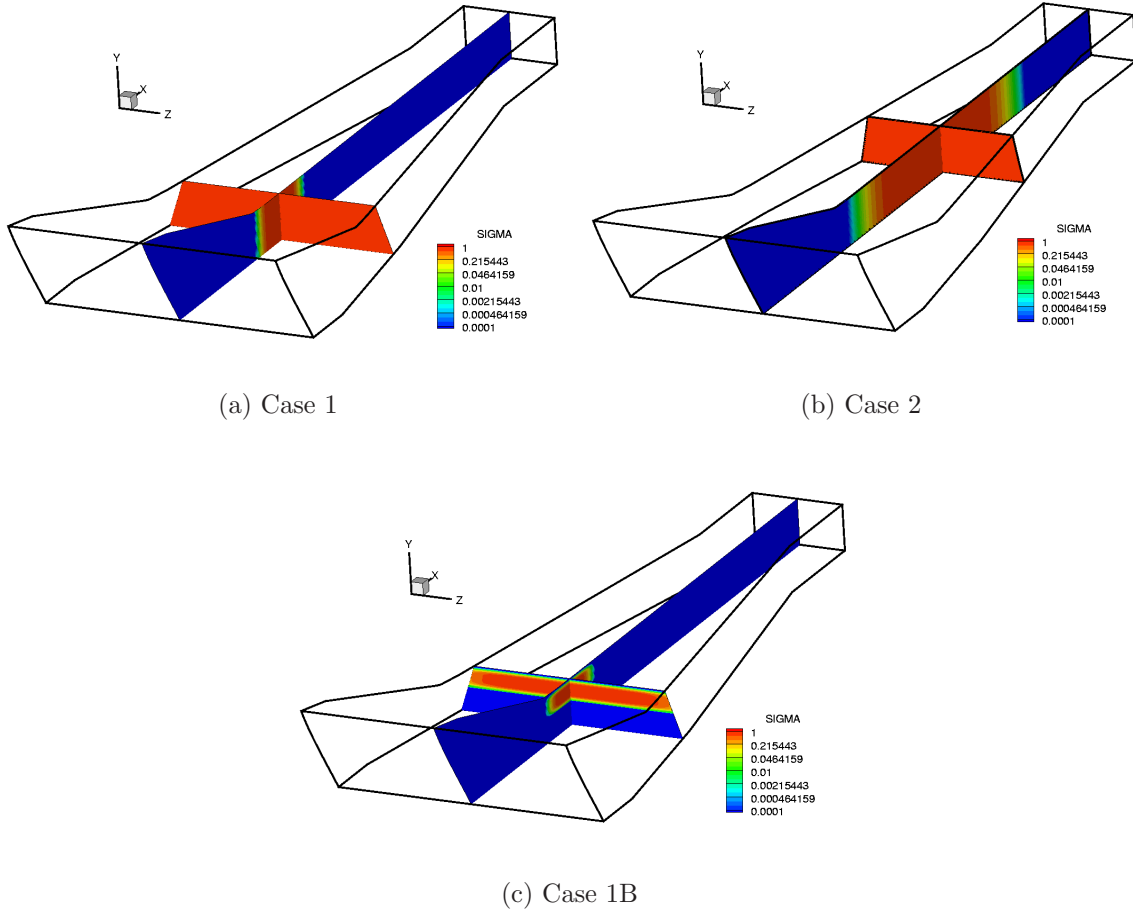 Y
X
Z
SIGMA
1
0.215443
0.0464159
0.01
0.00215443
0.000464159
0.0001
(a) Case 1
Y
X
Z
SIGMA
1
0.215443
0.0464159
0.01
0.00215443
0.000464159
0.0001
(b) Case 2
Y
X
Z
SIGMA
1
0.215443
0.0464159
0.01
0.00215443
0.000464159
0.0001
(c) Case 1B